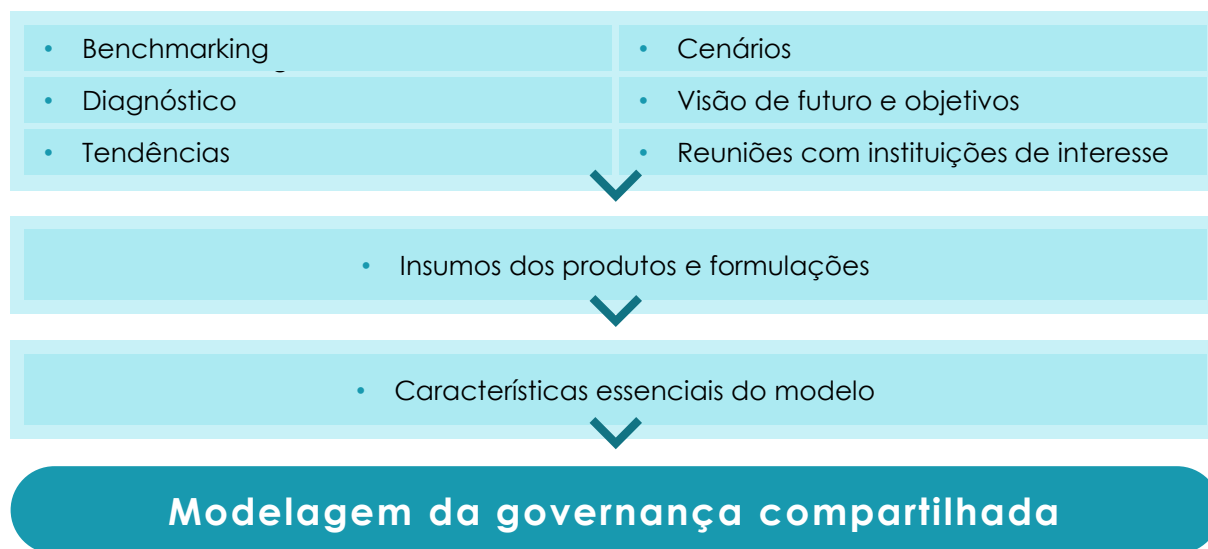 • Benchmarking
• Cenários
• Diagnóstico
• Visão de futuro e objetivos
• Tendências
• Reuniões com instituições de interesse
• Insumos dos produtos e formulações
• Características essenciais do modelo
Modelagem da governança compartilhada